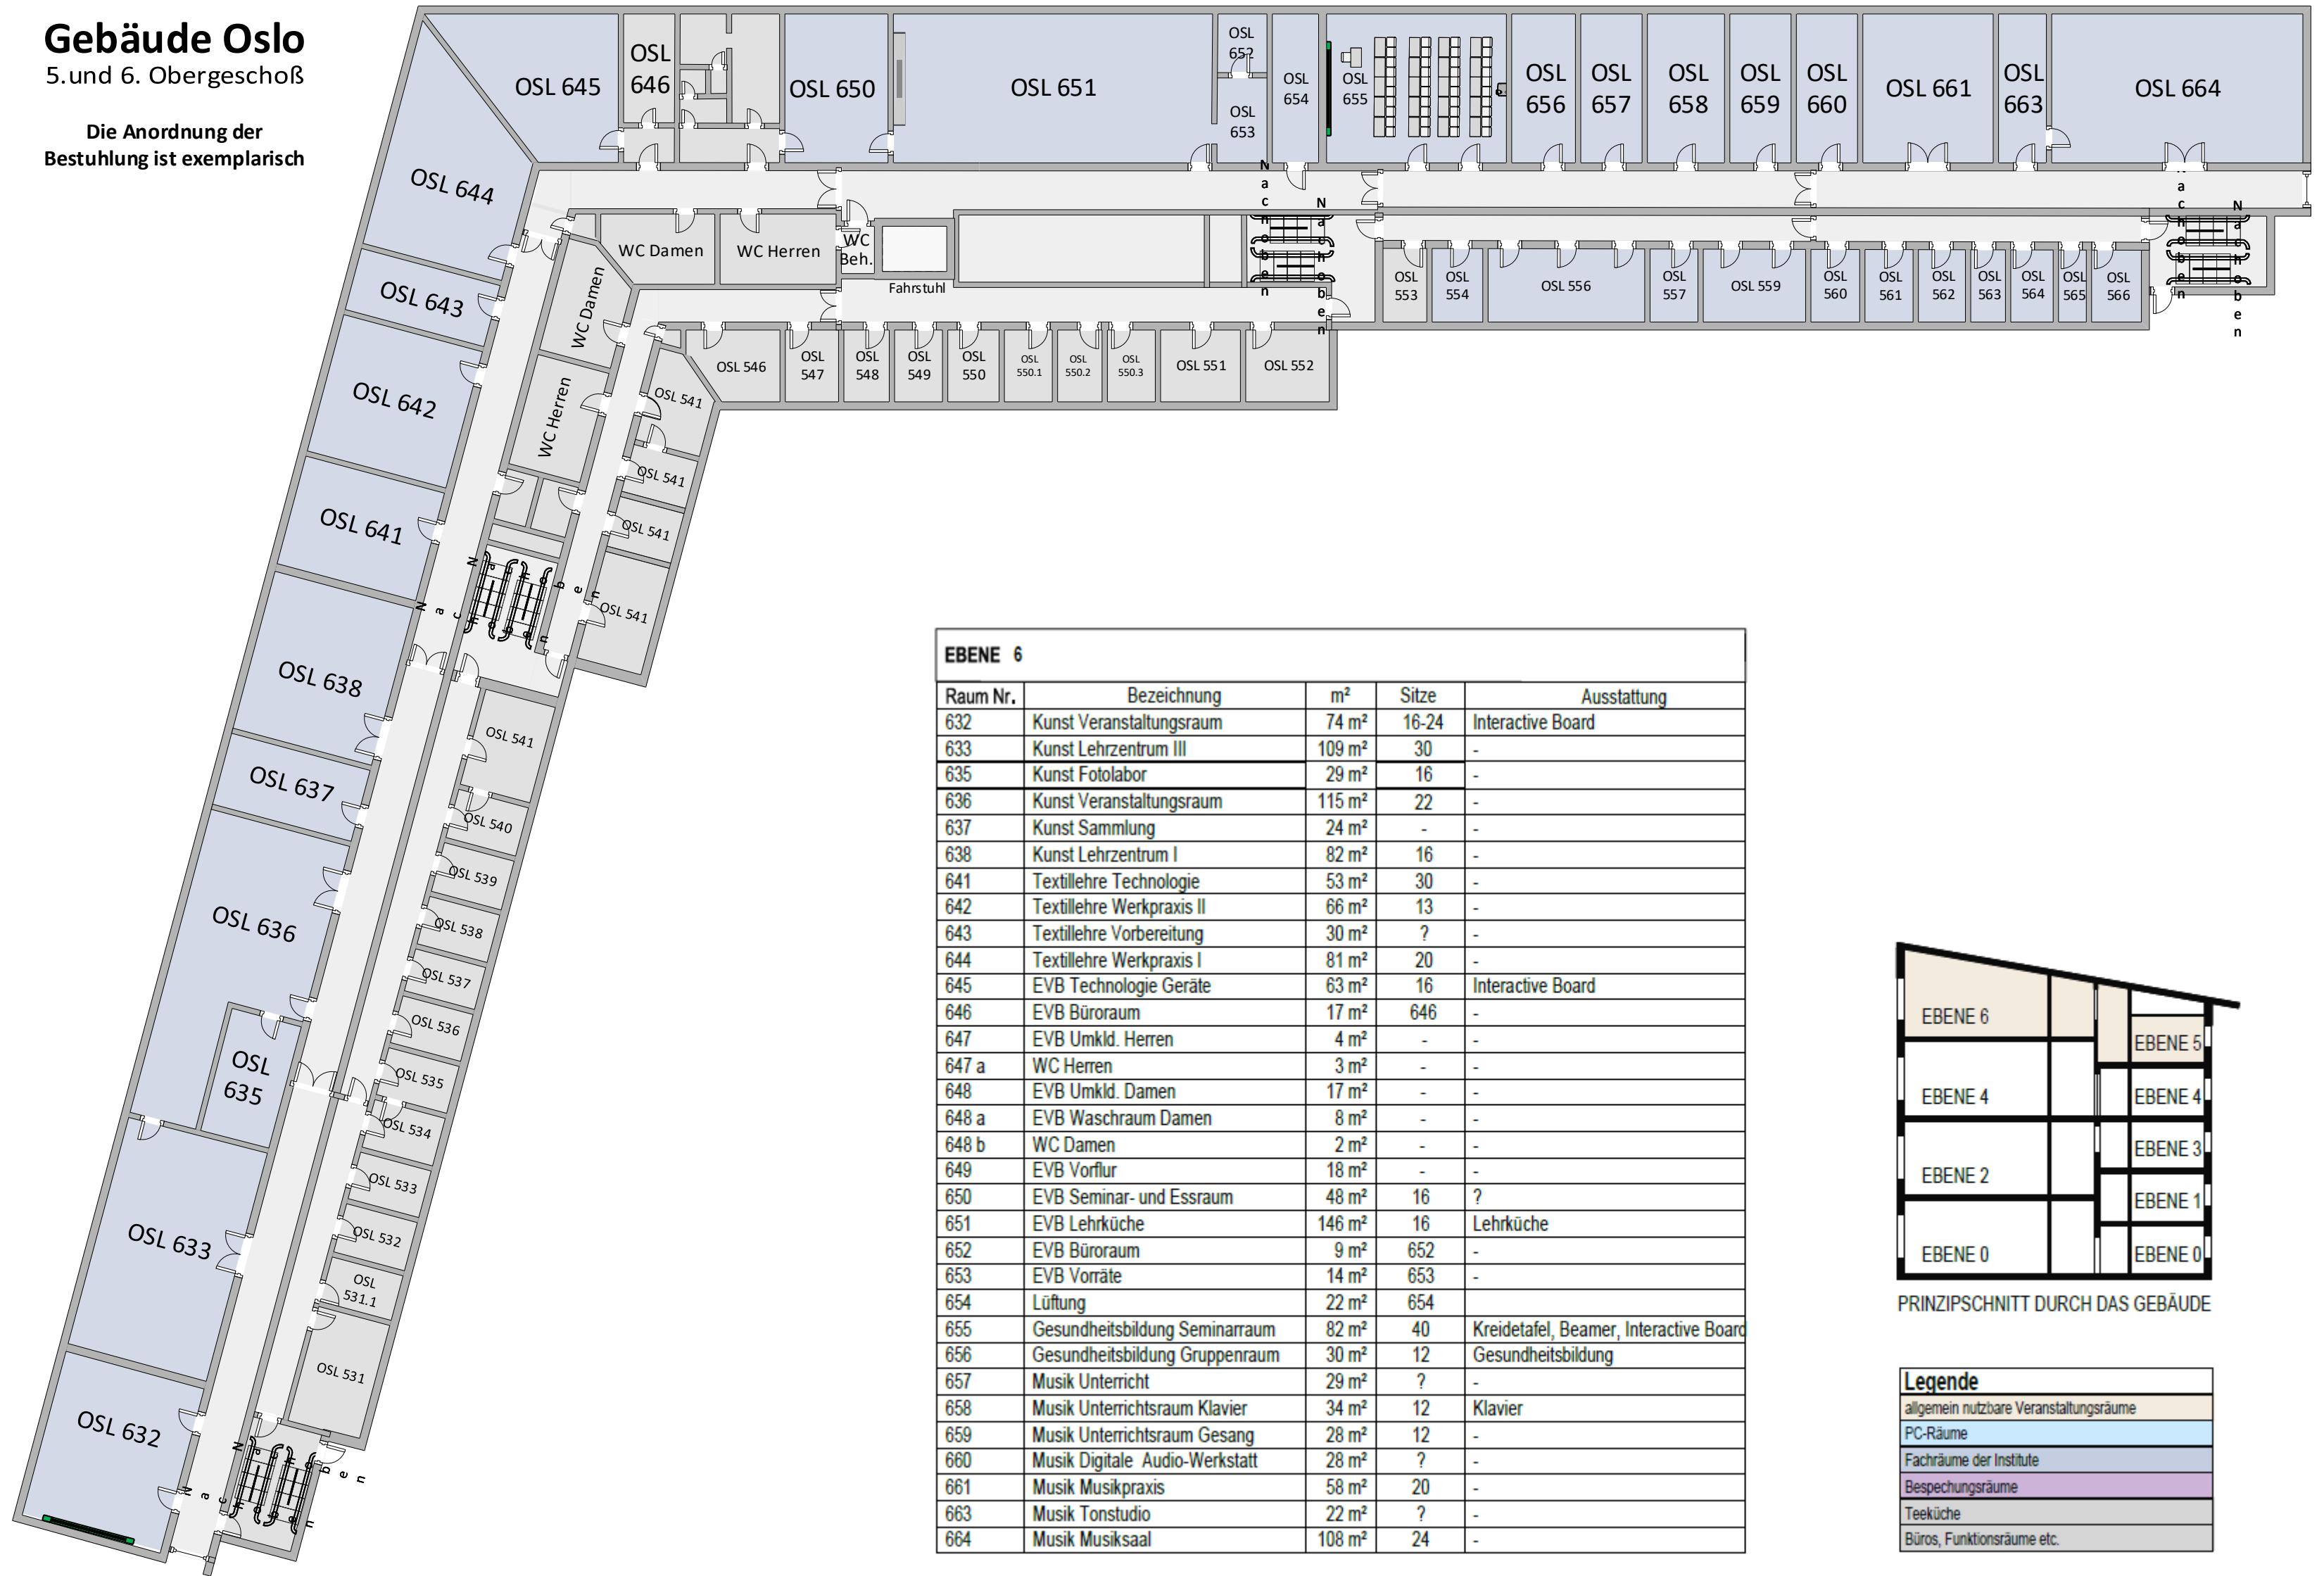 Gebäude Oslo
5.und 6. Obergeschoß
Die Anordnung der
Bestuhlung ist exemplarisch
OSL 645
OSL
646
OSL 650
OSL 651
OSL
652
OSL
653
OSL
654
OSL
655
OSL
656
OSL
657
OSL
658
OSL
659
OSL
660
OSL 661
OSL
663
OSL 664
OSL 644
OSL 643
OSL 642
OSL 641
OSL 638
OSL 637
OSL 636
OSL
635
OSL 633
OSL 632
WC Damen
WC Herren
WC
Beh.
Fahrstuhl
WC Damen
WC Herren
Nach oben
Nach oben
Nach oben
Nach oben
OSL
553
OSL
554
OSL 556
OSL
557
OSL 559
OSL
560
OSL
561
OSL
562
OSL
563
OSL
564
OSL
565
OSL
566
OSL 546
OSL
547
OSL
548
OSL
549
OSL
550
OSL
550.1
OSL
550.2
OSL
550.3
OSL 551
OSL 552
OSL 541
OSL 541
OSL 541
OSL 541
Nach oben
Nach oben
OSL 541
OSL 540
OSL 539
OSL 538
OSL 537
OSL 536
OSL 535
OSL 534
OSL 533
OSL 532
OSL
531.1
OSL 531
Nach oben
Nach oben
EBENE 6
Raum Nr. Bezeichnung m² Sitze Ausstattung
632 Kunst Veranstaltungsraum 74 m² 16-24 Interactive Board
633 Kunst Lehrzentrum III 109 m² 30 -
635 Kunst Fotolabor 29 m² 16 -
636 Kunst Veranstaltungsraum 115 m² 22 -
637 Kunst Sammlung 24 m² - -
638 Kunst Lehrzentrum I 82 m² 16 -
641 Textillehre Technologie 53 m² 30 -
642 Textillehre Werkpraxis II 66 m² 13 -
643 Textillehre Vorbereitung 30 m² ? -
644 Textillehre Werkpraxis I 81 m² 20 -
645 EVB Technologie Geräte 63 m² 16 Interactive Board
646 EVB Büroraum 17 m² 646 -
647 EVB Umkld. Herren 4 m² - -
647 a WC Herren 3 m² - -
648 EVB Umkld. Damen 17 m² - -
648 a EVB Waschraum Damen 8 m² - -
648 b WC Damen 2 m² - -
649 EVB Vorflur 18 m² - -
650 EVB Seminar- und Essraum 48 m² 16 ?
651 EVB Lehrküche 146 m² 16 Lehrküche
652 EVB Büroraum 9 m² 652 -
653 EVB Vorräte 14 m² 653 -
654 Lüftung 22 m² 654
655 Gesundheitsbildung Seminarraum 82 m² 40 Kreidetafel, Beamer, Interactive Board
656 Gesundheitsbildung Gruppenraum 30 m² 12 Gesundheitsbildung
657 Musik Unterricht 29 m² ? -
658 Musik Unterrichtsraum Klavier 34 m² 12 Klavier
659 Musik Unterrichtsraum Gesang 28 m² 12 -
660 Musik Digitale Audio-Werkstatt 28 m² ? -
661 Musik Musikpraxis 58 m² 20 -
663 Musik Tonstudio 22 m² ? -
664 Musik Musiksaal 108 m² 24 -
EBENE 6
EBENE 5
EBENE 4
EBENE 4
EBENE 3
EBENE 2
EBENE 1
EBENE 0
EBENE 0
PRINZIPSCHNITT DURCH DAS GEBÄUDE
Legende
allgemein nutzbare Veranstaltungsräume
PC-Räume
Fachräume der Institute
Bespechungsräume
Teeküche
Büros, Funktionsräume etc.